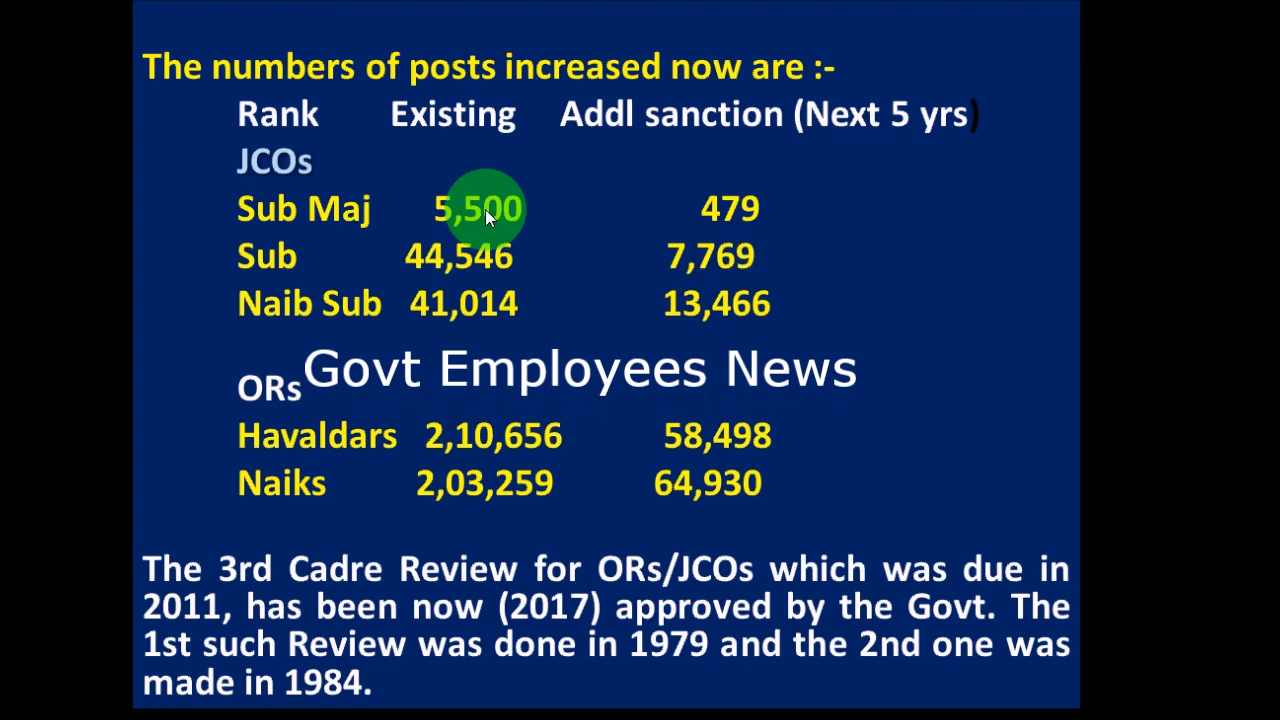 The numbers of posts increased now are :-
Rank Existing Addl sanction (Next 5 yrs)
JCOs
Sub Maj 5,500 479
Sub 44,546 7,769
Naib Sub 41,014 13,466
ORs Govt Employees News
Havaldars 2,10,656 58,498
Naiks 2,03,259 64,930
The 3rd Cadre Review for ORs/JCOs which was due in
2011, has been now (2017) approved by the Govt. The
1st such Review was done in 1979 and the 2nd one was
made in 1984.